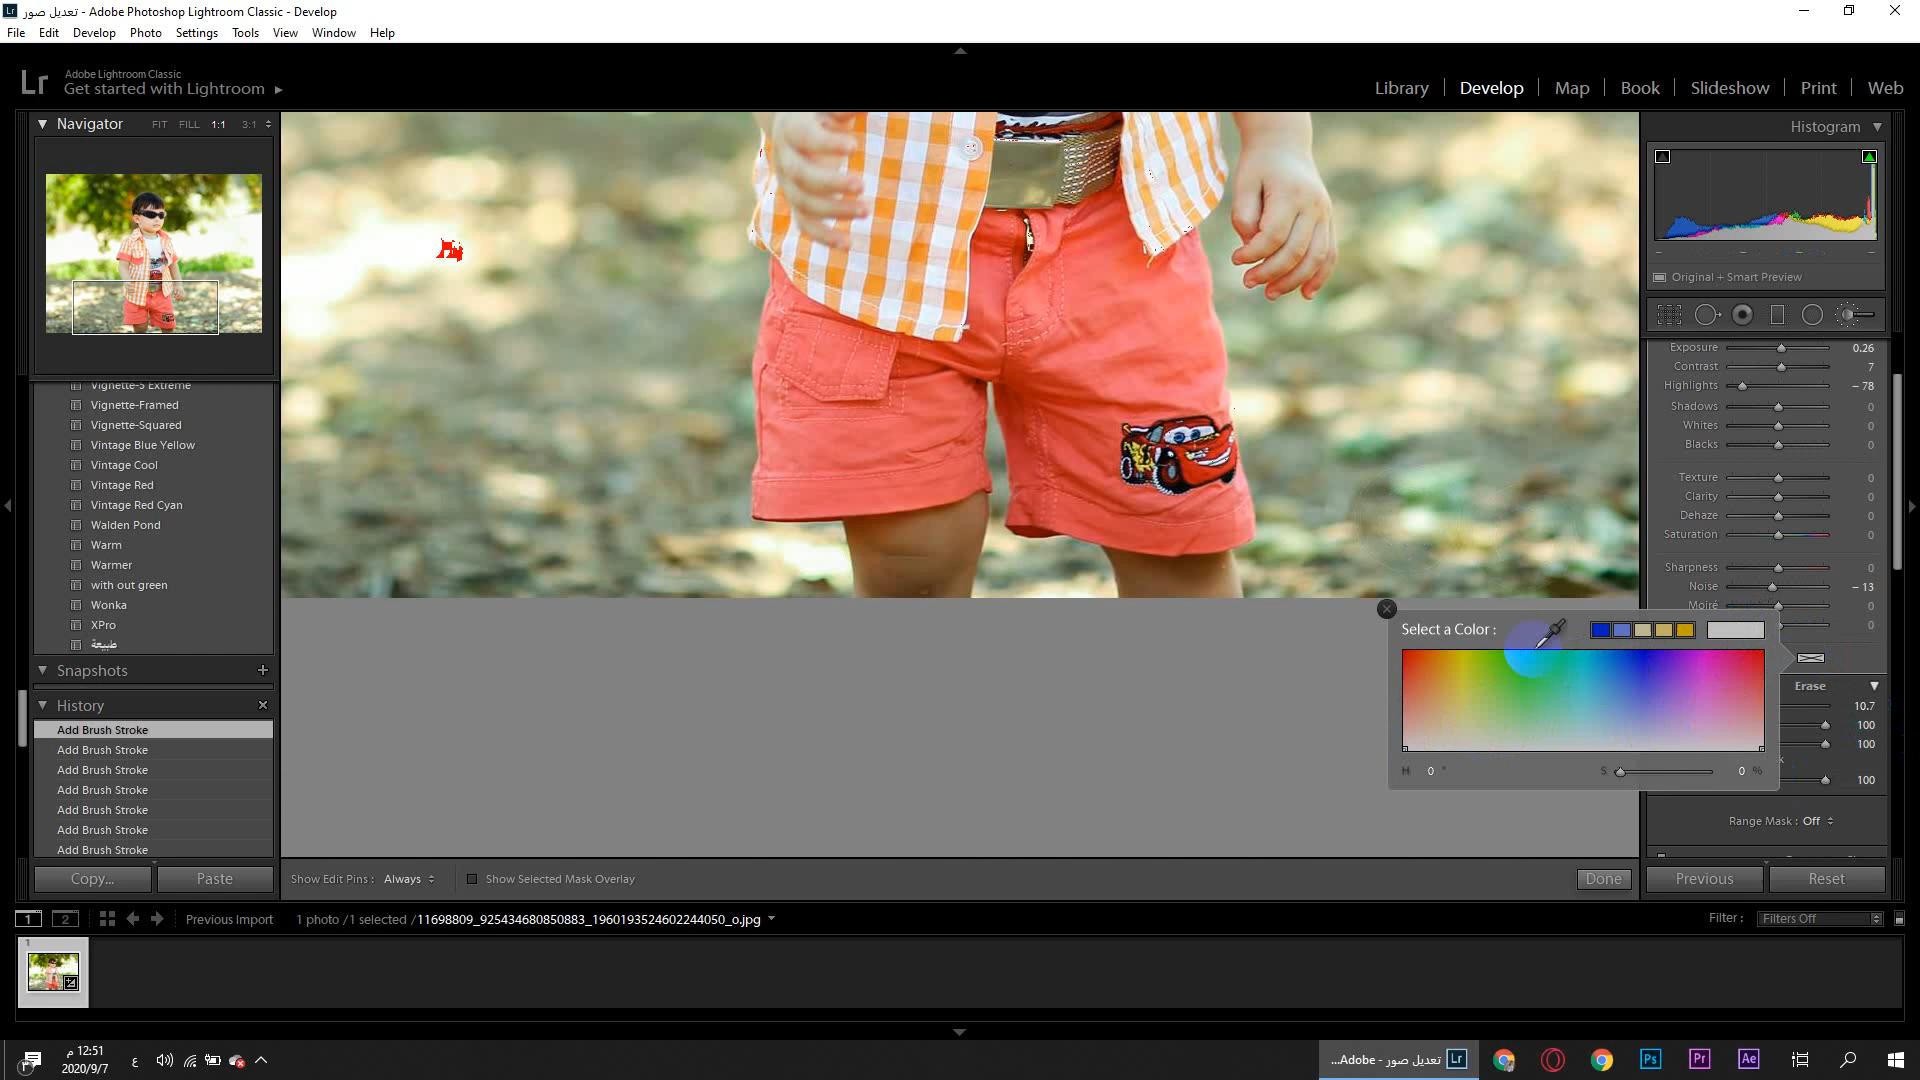 تعديل صور - Adobe Photoshop Lightroom Classic - Develop
File Edit Develop Photo Settings Tools View Window Help
Lr
Adobe Lightroom Classic
Get started with Lightroom
Library Develop Map Book Slideshow Print Web
Navigator FIT FILL 1:1 3:1
Histogram
Original + Smart Preview
Exposure 0.26
Contrast 7
Highlights – 78
Shadows 0
Whites 0
Blacks 0
Texture 0
Clarity 0
Dehaze 0
Saturation 0
Sharpness 0
Noise – 13
Moiré 0
0
Vignette-5 Extreme
Vignette-Framed
Vignette-Squared
Vintage Blue Yellow
Vintage Cool
Vintage Red
Vintage Red Cyan
Walden Pond
Warm
Warmer
with out green
Wonka
XPro
طبيعة
Snapshots
History
Add Brush Stroke
Add Brush Stroke
Add Brush Stroke
Add Brush Stroke
Add Brush Stroke
Add Brush Stroke
Add Brush Stroke
Copy... Paste
Select a Color :
H 0 ° S 0 %
Erase
10.7
100
100
k
100
Range Mask : Off
Show Edit Pins : Always Show Selected Mask Overlay Done
Previous Reset
1 2 Previous Import 1 photo / 1 selected / 11698809_925434680850883_1960193524602244050_o.jpg
Filter : Filters Off
1
12:51 م
2020/9/7
ع
تعديل صور - Adobe...
Lr Ps Pr Ae